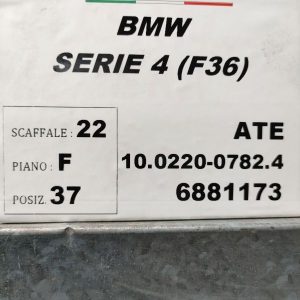 BMW
SERIE 4 (F36)
SCAFFALE : 22
ATE
PIANO : F
10.0220-0782.4
POSIZ. 37
6881173